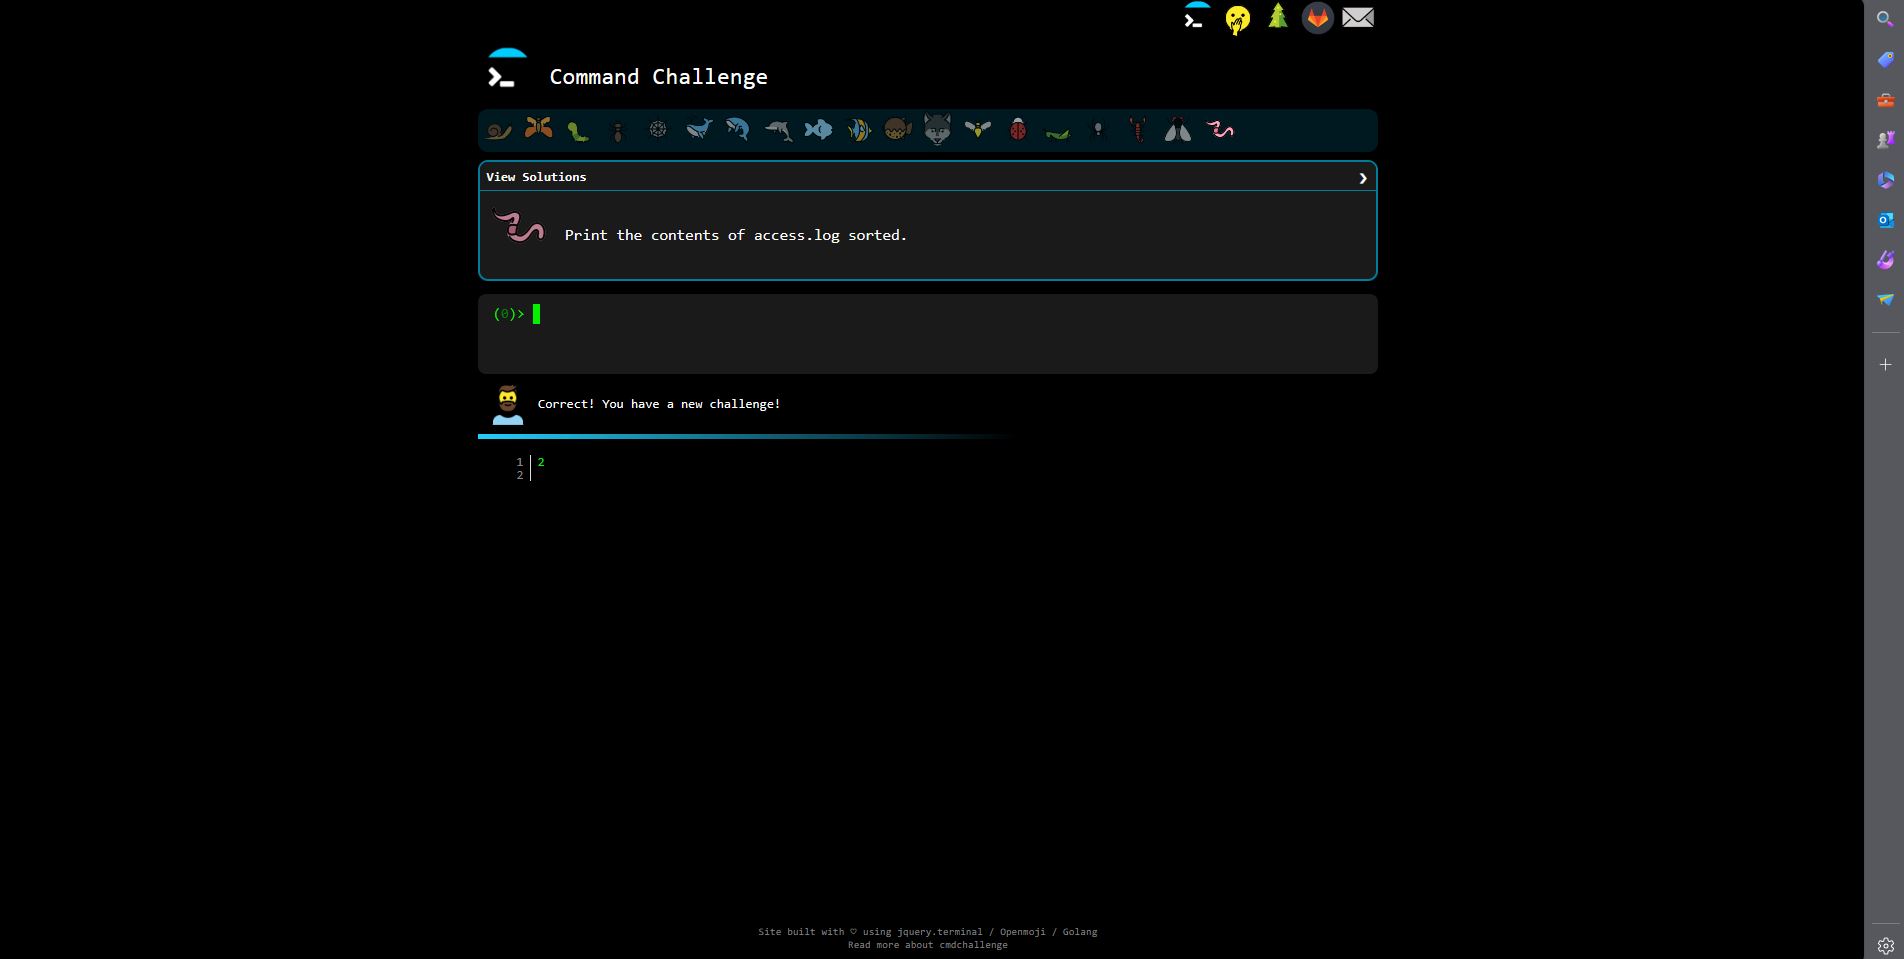 Command Challenge
View Solutions
Print the contents of access.log sorted.
(0)>
Correct! You have a new challenge!
1 2
2
Site built with ♡ using jquery.terminal / Openmoji / Golang
Read more about cmdchallenge